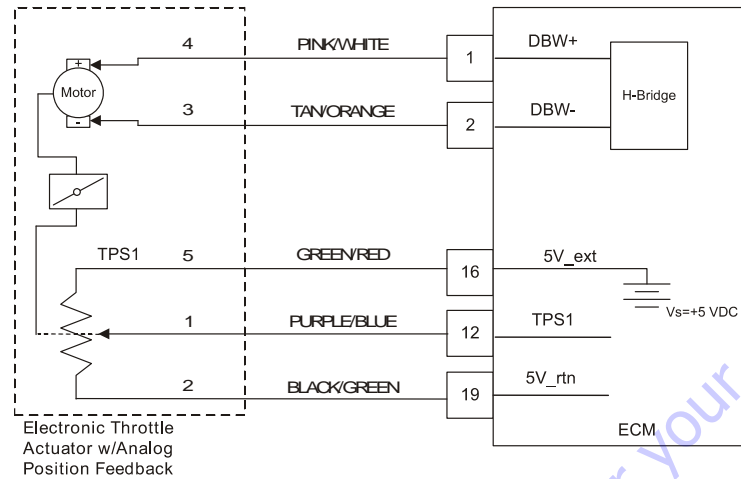 4 PINK/WHITE 1 DBW+
+
Motor
-
H-Bridge
3 TAN/ORANGE 2 DBW-
TPS1 5 GREEN/RED 16 5V_ext
Vs=+5 VDC
1 PURPLE/BLUE 12 TPS1
2 BLACK/GREEN 19 5V_rtn
ECM
Electronic Throttle
Actuator w/Analog
Position Feedback
r your